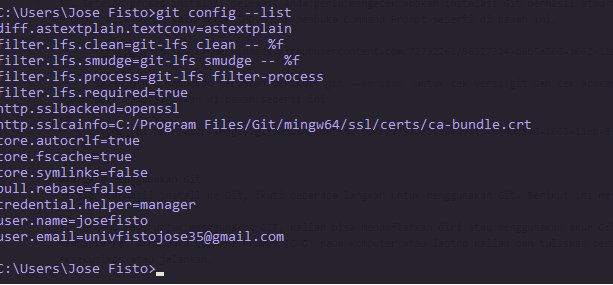 C:\Users\Jose Fisto>git config --list
diff.astextplain.textconv=astextplain
filter.lfs.clean=git-lfs clean -- %f
filter.lfs.smudge=git-lfs smudge -- %f
filter.lfs.process=git-lfs filter-process
filter.lfs.required=true
http.sslbackend=openssl
http.sslcainfo=C:/Program Files/Git/mingw64/ssl/certs/ca-bundle.crt
core.autocrlf=true
core.fscache=true
core.symlinks=false
pull.rebase=false
credential.helper=manager
user.name=josefisto
user.email=univfistojose35@gmail.com
C:\Users\Jose Fisto>